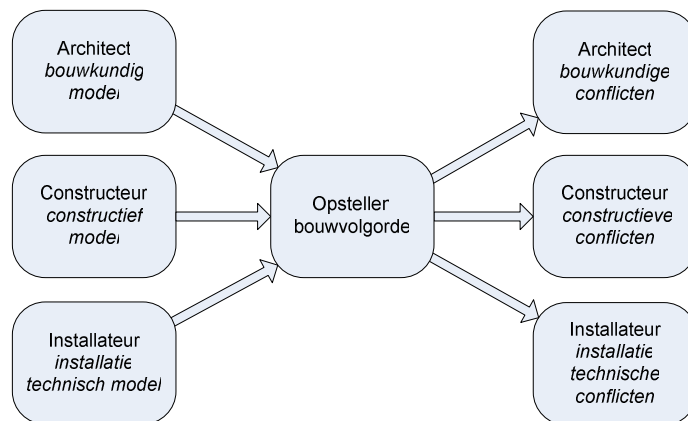 Architect
bouwkundig
model
Constructeur
constructief
model
Installateur
installatie
technisch model
Opsteller
bouwvolgorde
Architect
bouwkundige
conflicten
Constructeur
constructieve
conflicten
Installateur
installatie
technische
conflicten